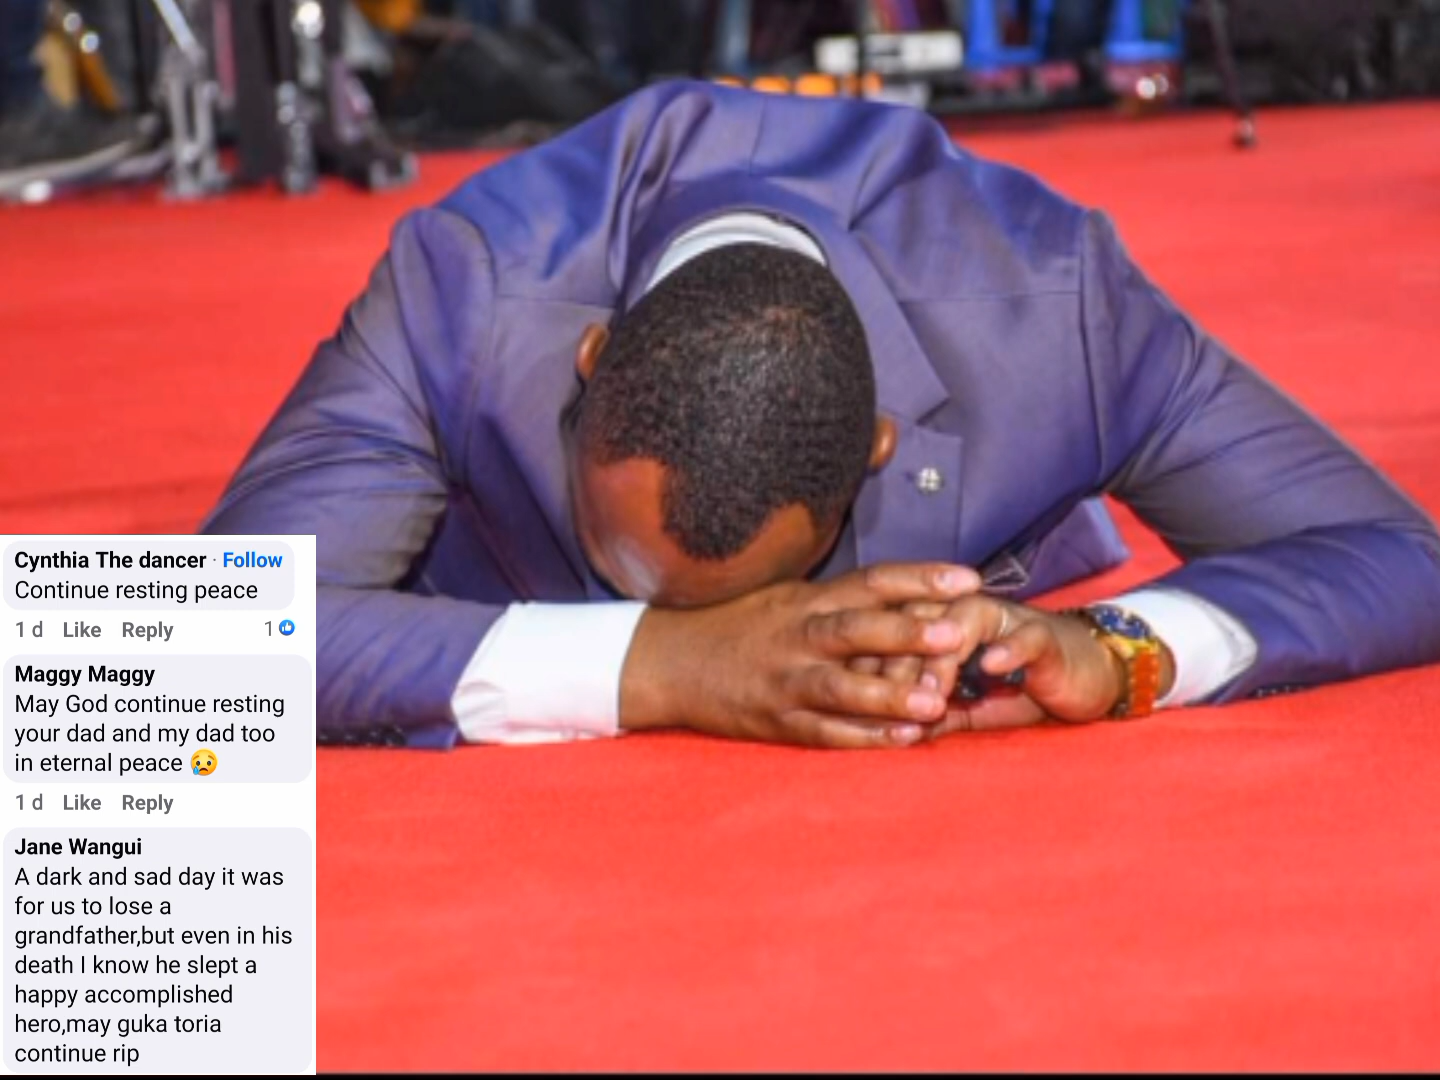 Cynthia The dancer · Follow
Continue resting peace
1 d Like Reply 1
Maggy Maggy
May God continue resting
your dad and my dad too
in eternal peace 😥
1 d Like Reply
Jane Wangui
A dark and sad day it was
for us to lose a
grandfather,but even in his
death I know he slept a
happy accomplished
hero,may guka toria
continue rip